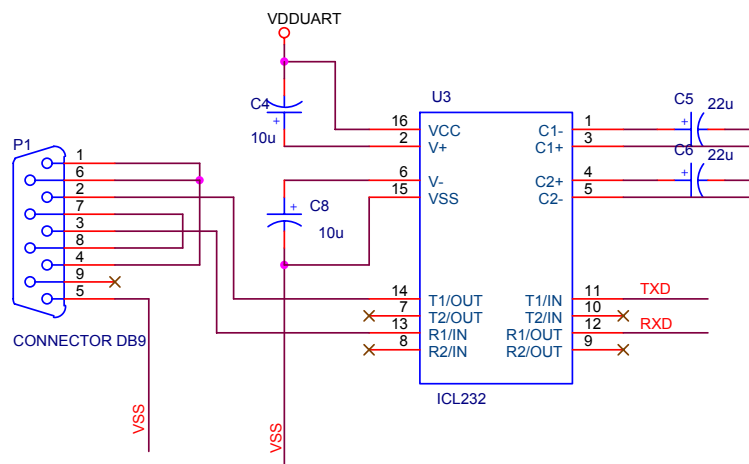 VDDUART
C4
10u
U3
C5
22u
C6
22u
16
VCC
2
V+
6
V-
15
VSS
C1-
1
C1+
3
C2+
4
C2-
5
P1
1
6
2
7
3
8
4
9
5
CONNECTOR DB9
C8
10u
14
T1/OUT
7
T2/OUT
13
R1/IN
8
R2/IN
T1/IN
11
TXD
T2/IN
10
R1/OUT
12
RXD
R2/OUT
9
ICL232
VSS
VSS